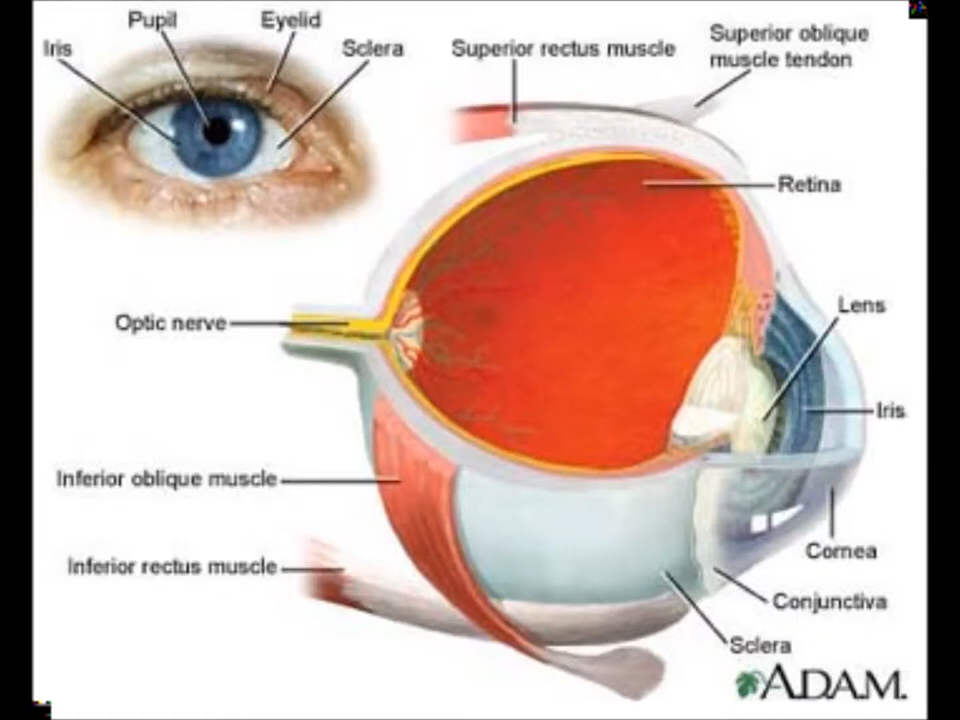 Pupil
Eyelid
Iris
Sclera
Superior rectus muscle
Superior oblique
muscle tendon
Retina
Lens
Optic nerve
Iris
Inferior oblique muscle
Cornea
Inferior rectus muscle
Conjunctiva
Sclera
A.D.A.M.